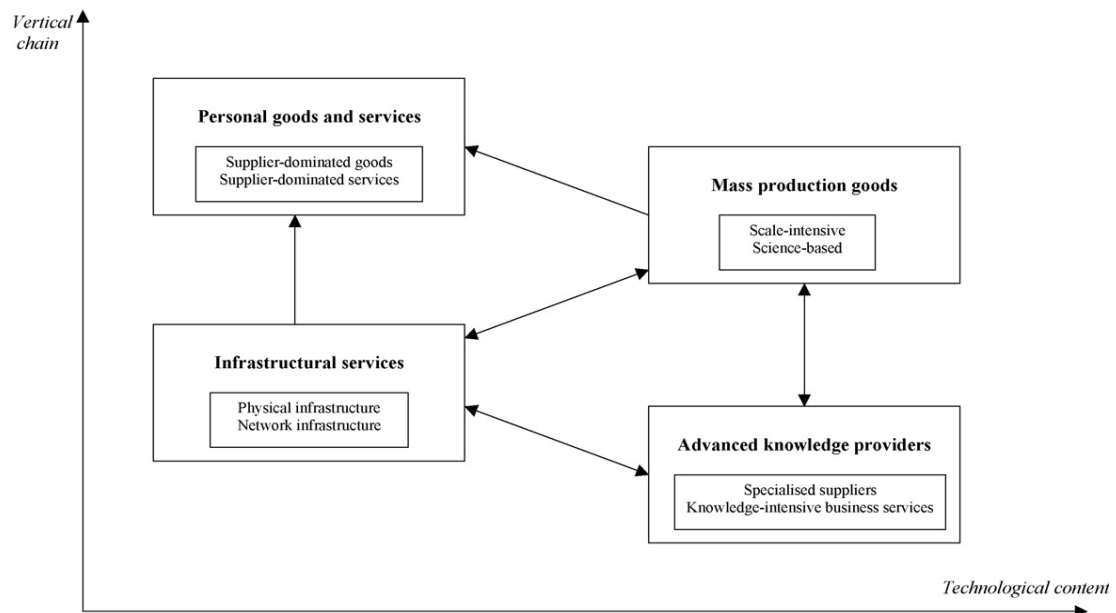 Vertical
chain
Personal goods and services
Supplier-dominated goods
Supplier-dominated services
Mass production goods
Scale-intensive
Science-based
Infrastructural services
Physical infrastructure
Network infrastructure
Advanced knowledge providers
Specialised suppliers
Knowledge-intensive business services
Technological content